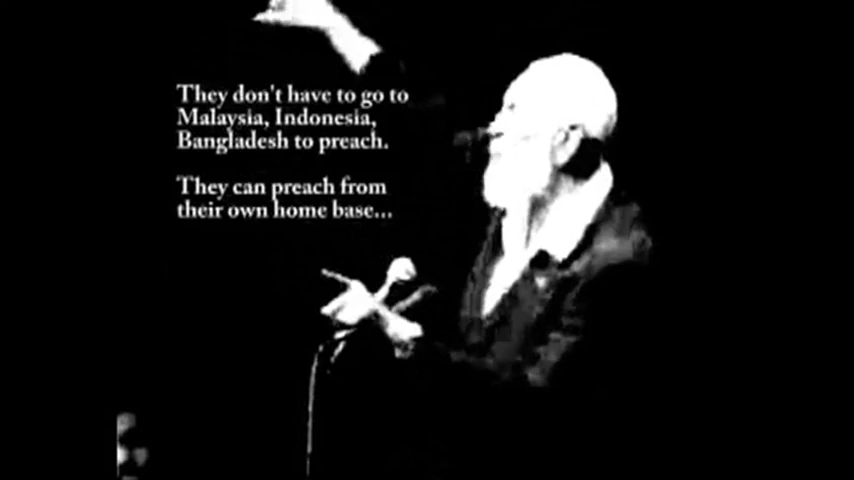 They don't have to go to
Malaysia, Indonesia,
Bangladesh to preach.
They can preach from
their own home base...